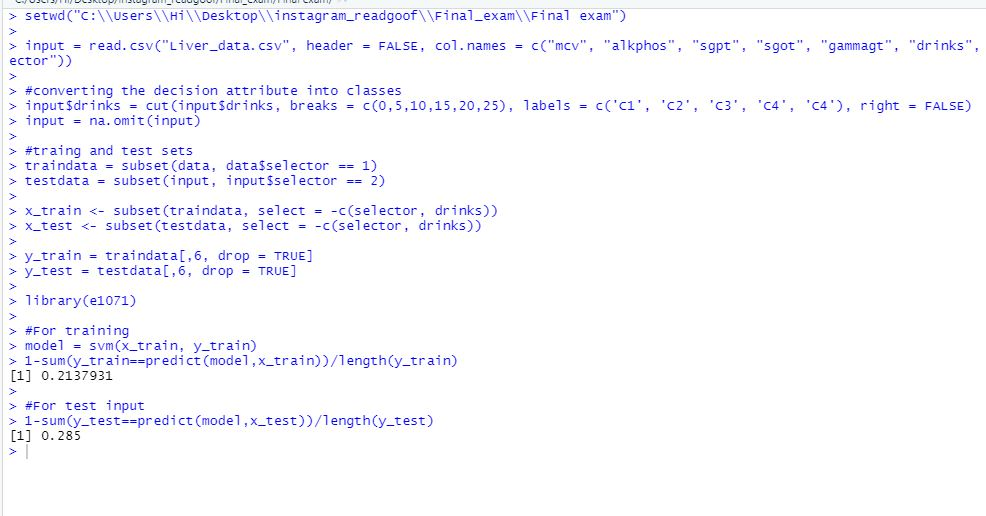 > setwd("C:\\Users\\Hi\\Desktop\\instagram_readgoof\\Final_exam\\Final exam")
>
> input = read.csv("Liver_data.csv", header = FALSE, col.names = c("mcv", "alkphos", "sgpt", "sgot", "gammagt", "drinks",
ector"))
>
> #converting the decision attribute into classes
> input$drinks = cut(input$drinks, breaks = c(0,5,10,15,20,25), labels = c('C1', 'C2', 'C3', 'C4', 'C4'), right = FALSE)
> input = na.omit(input)
>
> #traing and test sets
> traindata = subset(data, data$selector == 1)
> testdata = subset(input, input$selector == 2)
>
> x_train <- subset(traindata, select = -c(selector, drinks))
> x_test <- subset(testdata, select = -c(selector, drinks))
>
> y_train = traindata[,6, drop = TRUE]
> y_test = testdata[,6, drop = TRUE]
>
> library(e1071)
>
> #For training
> model = svm(x_train, y_train)
> 1-sum(y_train==predict(model,x_train))/length(y_train)
[1] 0.2137931
>
> #For test input
> 1-sum(y_test==predict(model,x_test))/length(y_test)
[1] 0.285
>